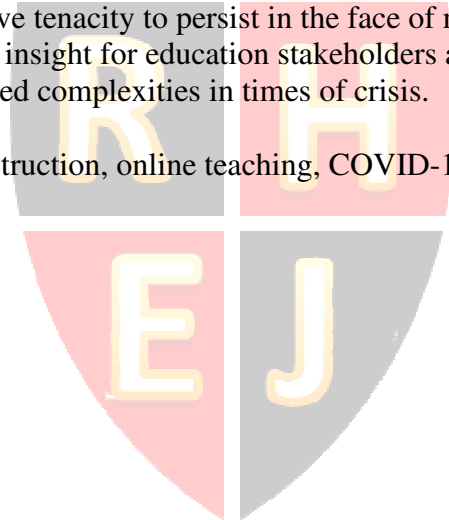 ve tenacity to persist in the face of
insight for education stakeholders
ed complexities in times of crisis.
R H
truction, online teaching, COVID-1
E J